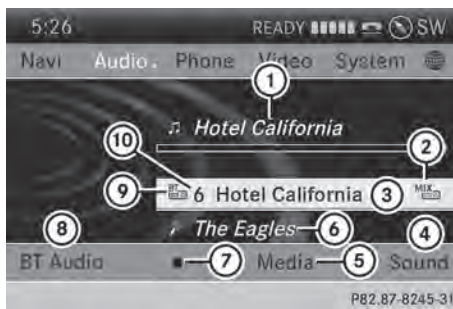 5:26 READY SW
Navi Audio Phone Video System
1
♫ Hotel California
10 2
9 BT 6 Hotel California 3 MIX
8 The Eagles 6 4
BT Audio 7 Media 5 Sound
P82.87-8245-31